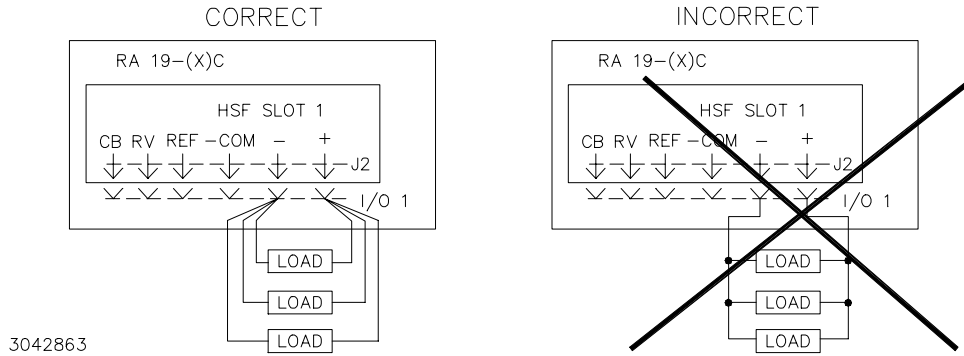 CORRECT
RA 19-(X)C
HSF SLOT 1
CB RV REF -COM - +
J2
I/O 1
LOAD
LOAD
LOAD
INCORRECT
RA 19-(X)C
HSF SLOT 1
CB RV REF -COM - +
J2
I/O 1
LOAD
LOAD
LOAD
3042863